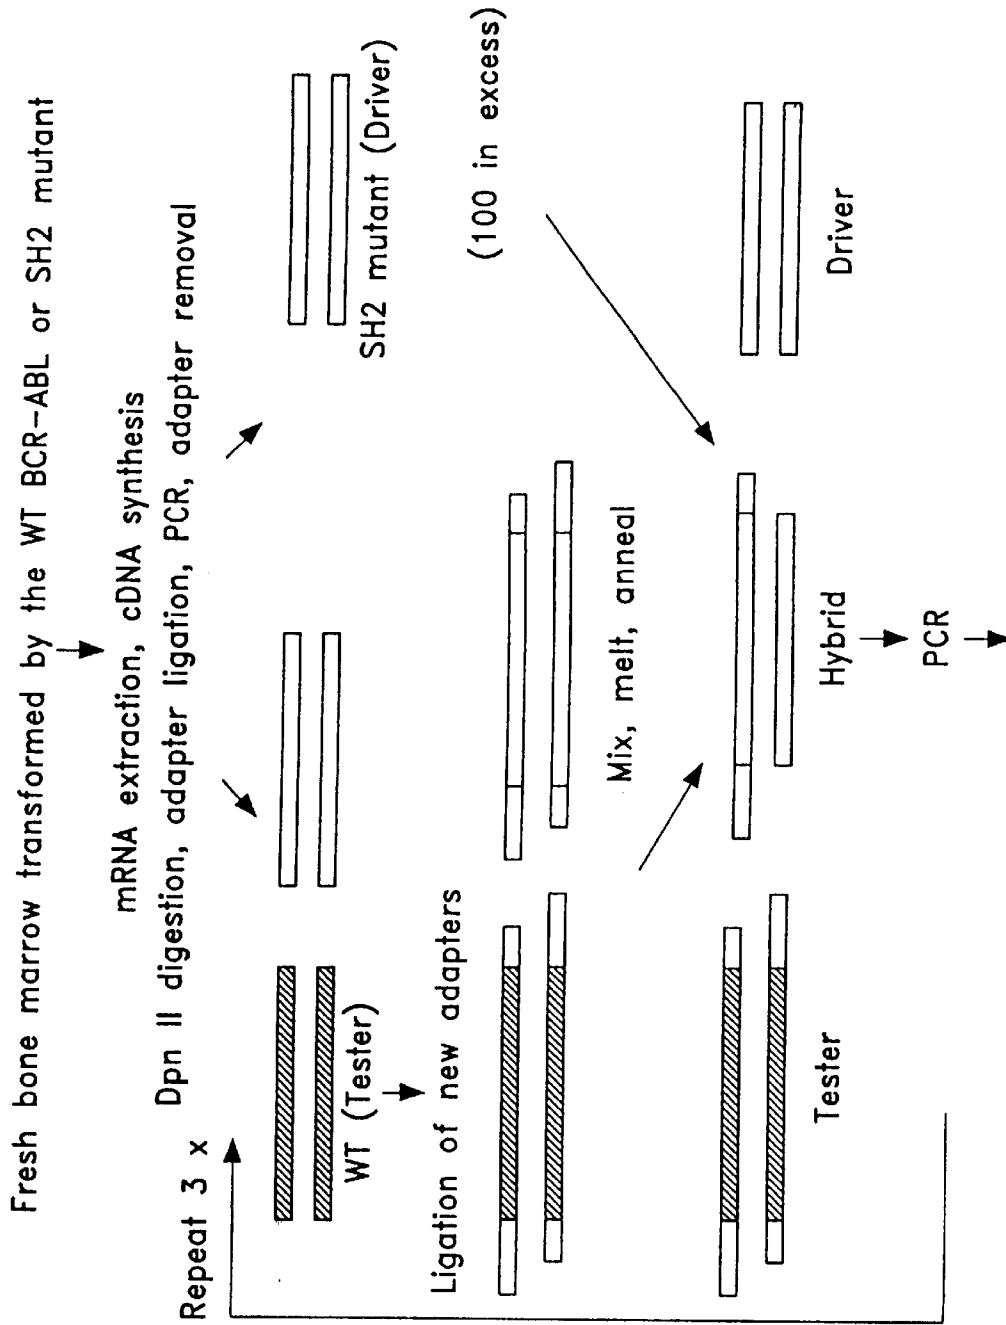 Fresh bone marrow transformed by the WT BCR-ABL or SH2 mutant
mRNA extraction, cDNA synthesis
Dpn II digestion, adapter ligation, PCR, adapter removal
Repeat 3 x
WT (Tester)
SH2 mutant (Driver)
Ligation of new adapters
(100 in excess)
Mix, melt, anneal
Tester
Hybrid
Driver
PCR